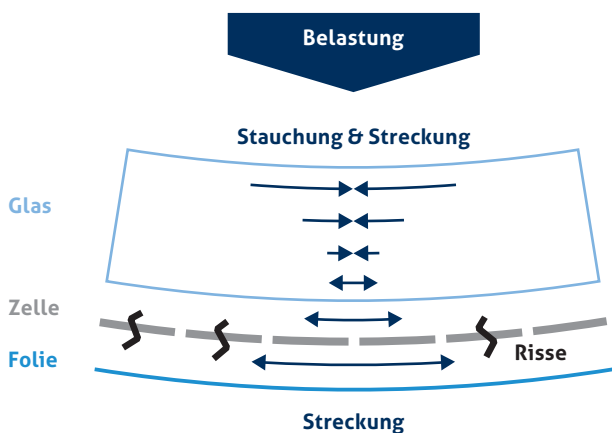 Belastung
Stauchung & Streckung
Glas
Zelle
Folie
Risse
Streckung